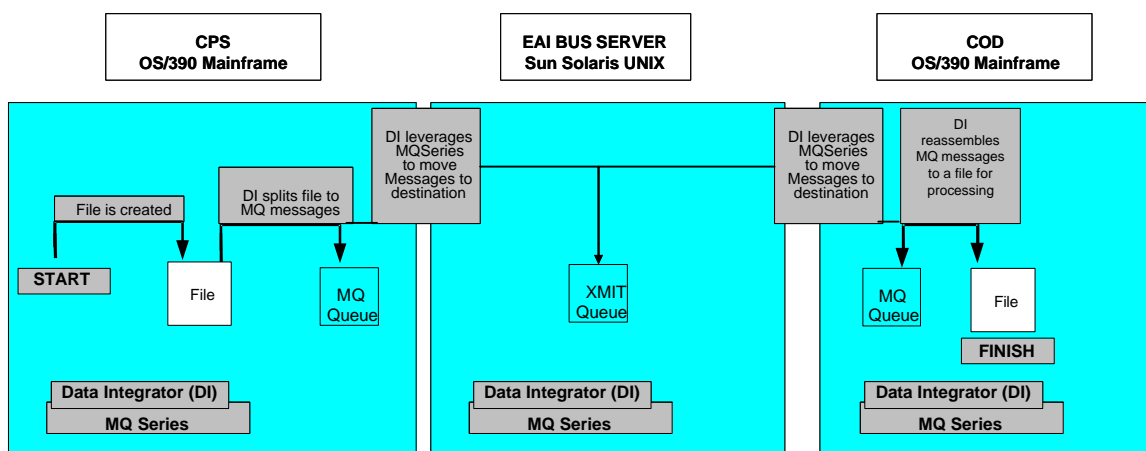 CPS
OS/390 Mainframe
EAI BUS SERVER
Sun Solaris UNIX
COD
OS/390 Mainframe
File is created
START
File
DI splits file to
MQ messages
MQ
Queue
DI leverages
MQSeries
to move
Messages to
destination
XMIT
Queue
DI leverages
MQSeries
to move
Messages to
destination
DI
reassembles
MQ messages
to a file for
processing
MQ
Queue
File
FINISH
Data Integrator (DI)
MQ Series
Data Integrator (DI)
MQ Series
Data Integrator (DI)
MQ Series